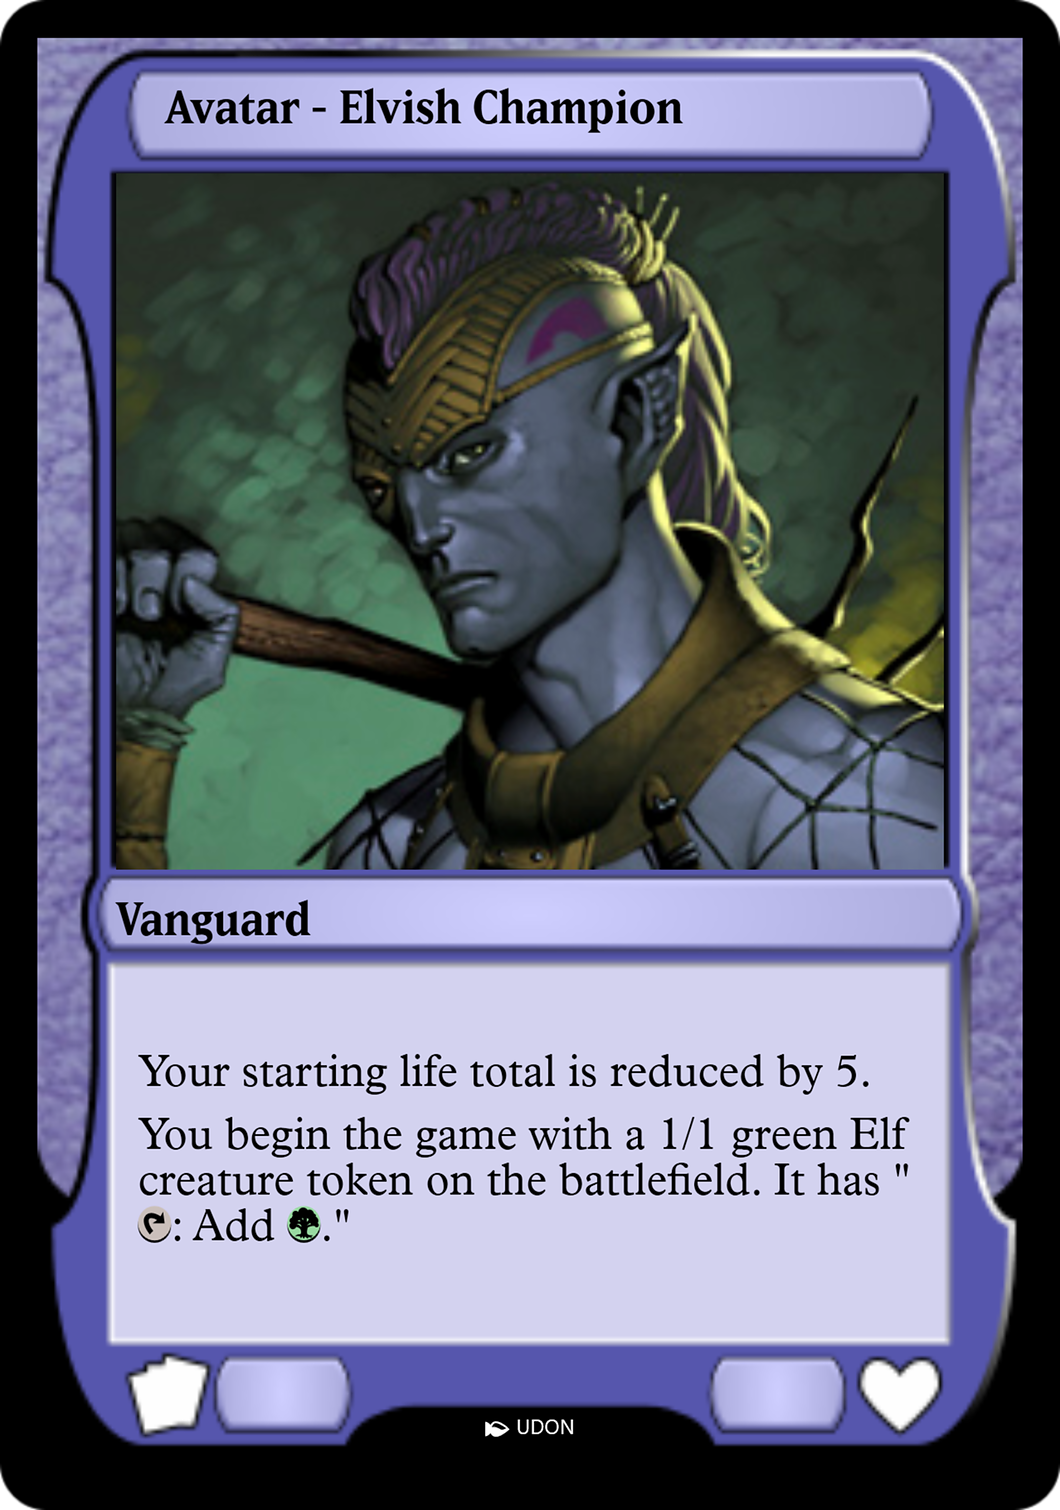 Avatar - Elvish Champion
Vanguard
Your starting life total is reduced by 5.
You begin the game with a 1/1 green Elf
creature token on the battlefield. It has "
: Add ."
UDON